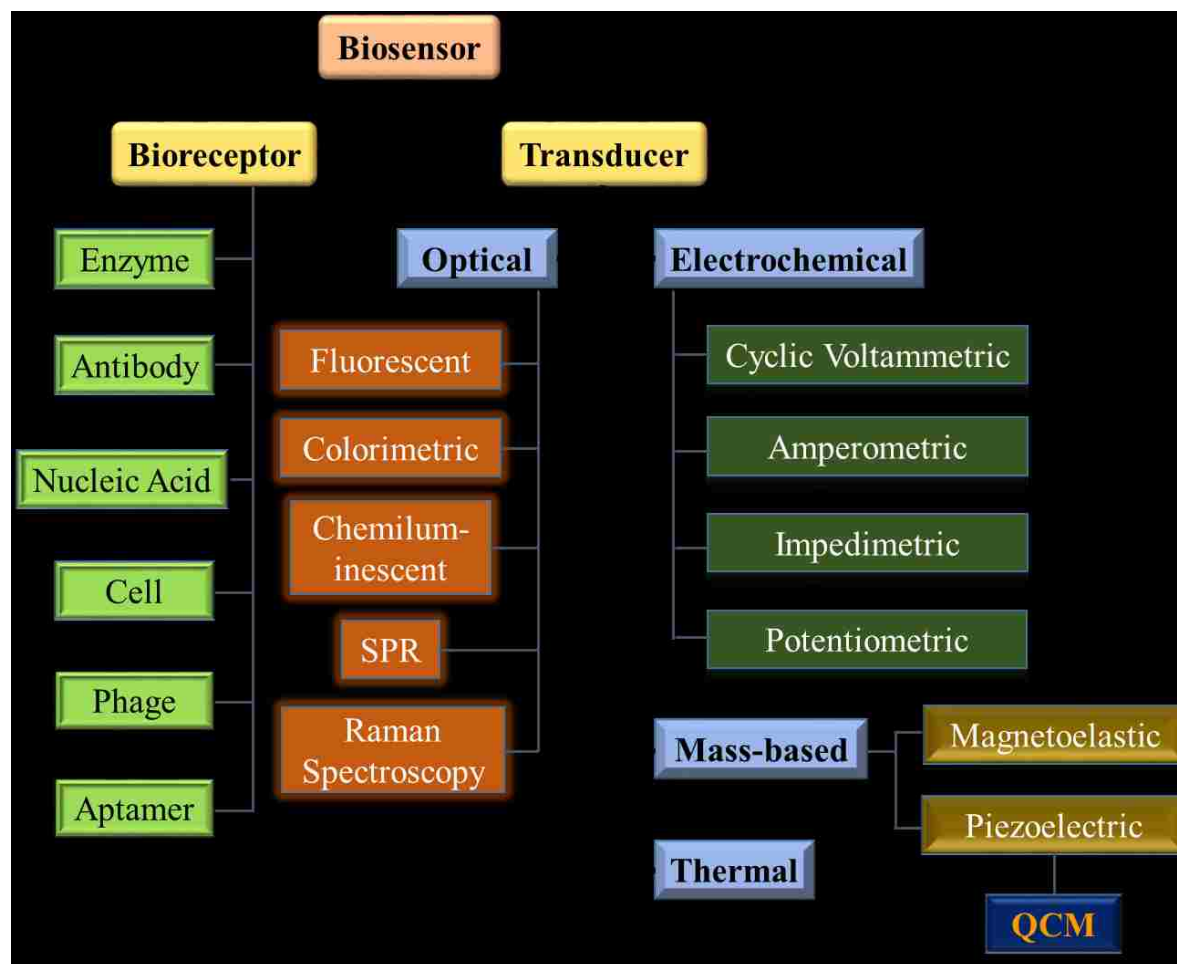 Biosensor
Bioreceptor
Transducer
Enzyme
Antibody
Nucleic Acid
Cell
Phage
Aptamer
Optical
Fluorescent
Colorimetric
Chemilum-
inescent
SPR
Raman
Spectroscopy
Electrochemical
Cyclic Voltammetric
Amperometric
Impedimetric
Potentiometric
Mass-based
Magnetoelastic
Piezoelectric
QCM
Thermal